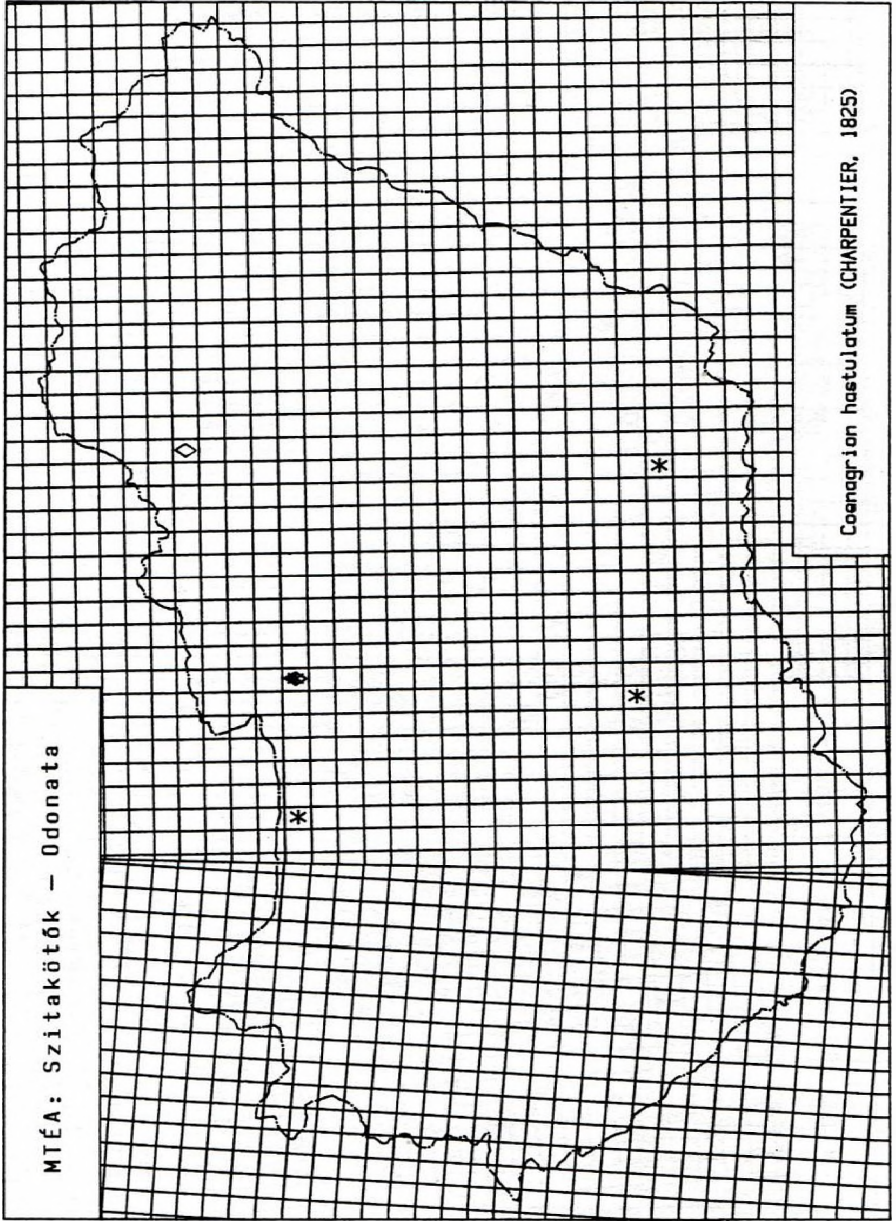 MTÉA: Szitakötők — Odonata
Coenagrion hastulatum (CHARPENTIER, 1825)